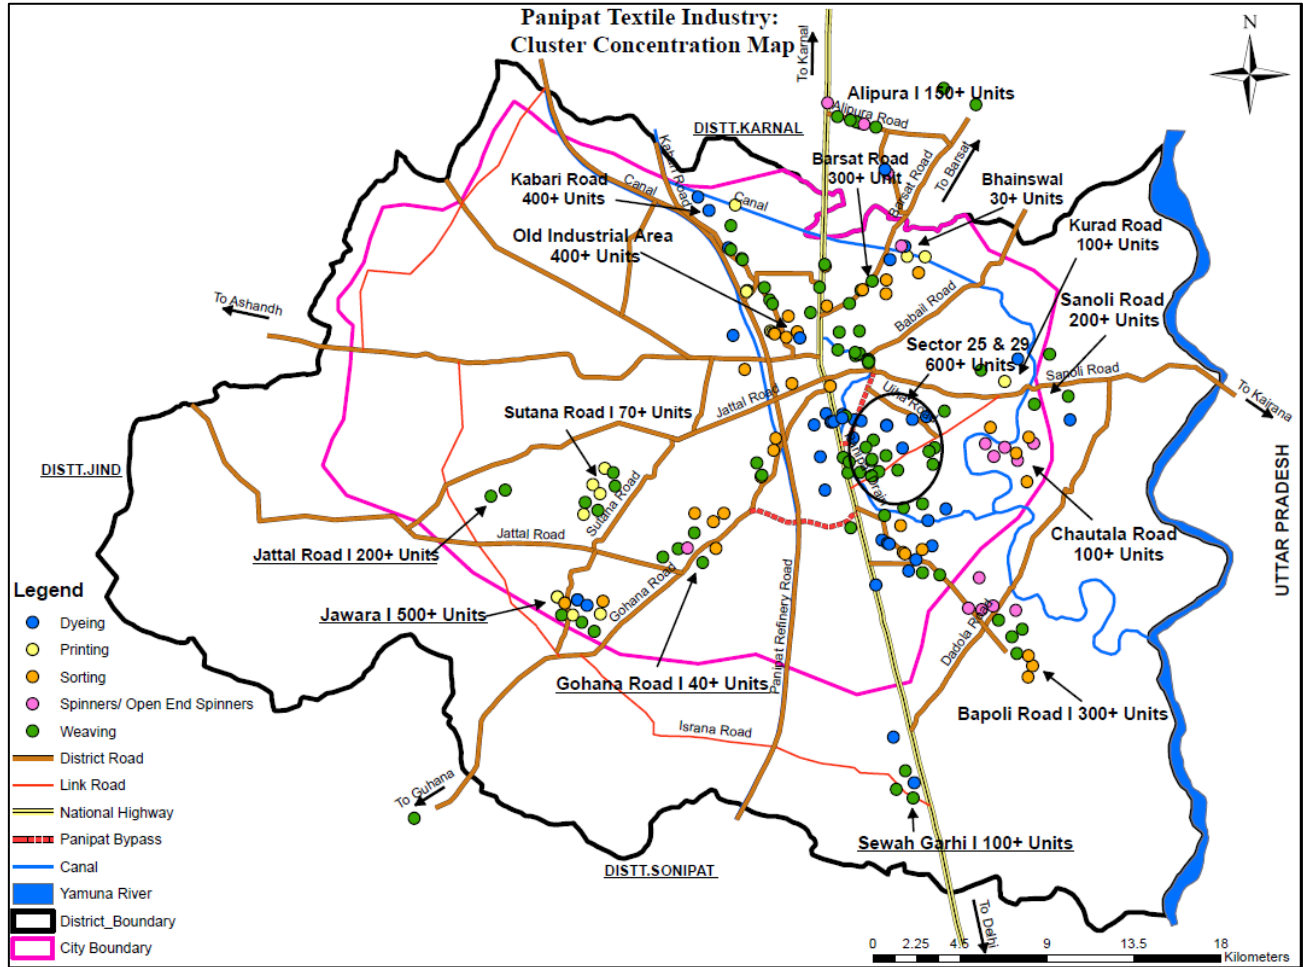 Panipat Textile Industry:
Cluster Concentration Map
N
To Karnal
Alipura I 150+ Units
Alipura Road
DISTT.KARNAL
Kabari Road
Canal
Canal
Kabari Road
400+ Units
Barsat Road
300+ Unit
Barsat Road
To Barsat
Bhainswal
30+ Units
Kurad Road
100+ Units
Old Industrial Area
400+ Units
To Ashandh
Babail Road
Sanoli Road
200+ Units
Sector 25 & 29
600+ Units
Sanoli Road
To Kairana
Ujha Road
Jattal Road
Sutana Road I 70+ Units
DISTT.JIND
Sutana Road
Drain
UTTAR PRADESH
Jattal Road
Jattal Road I 200+ Units
Chautala Road
100+ Units
Jawara I 500+ Units
Gohana Road
Panipat Refinery Road
Dadola Road
Gohana Road I 40+ Units
Bapoli Road I 300+ Units
Israna Road
To Guhana
Sewah Garhi I 100+ Units
DISTT.SONIPAT
To Delhi
Legend
Dyeing
Printing
Sorting
Spinners/ Open End Spinners
Weaving
District Road
Link Road
National Highway
Panipat Bypass
Canal
Yamuna River
District_Boundary
City Boundary
0 2.25 4.5 9 13.5 18
Kilometers